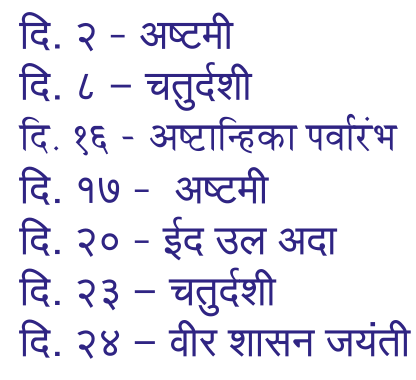 दि. २ - अष्टमी
दि. ८ – चतुर्दशी
दि. १६ - अष्टान्हिका पर्वारंभ
दि. १७ - अष्टमी
दि. २० - ईद उल अदा
दि. २३ – चतुर्दशी
दि. २४ – वीर शासन जयंती